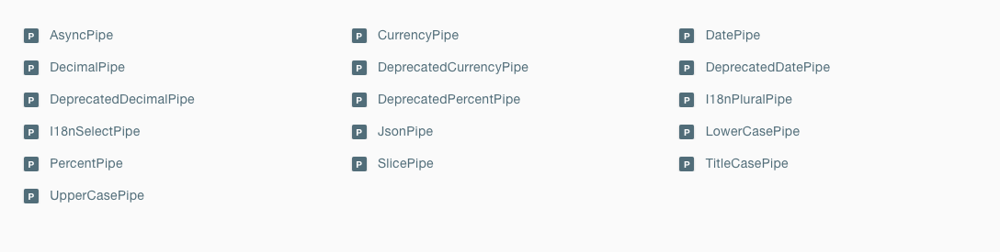 P AsyncPipe P CurrencyPipe P DatePipe
P DecimalPipe P DeprecatedCurrencyPipe P DeprecatedDatePipe
P DeprecatedDecimalPipe P DeprecatedPercentPipe P I18nPluralPipe
P I18nSelectPipe P JsonPipe P LowerCasePipe
P PercentPipe P SlicePipe P TitleCasePipe
P UpperCasePipe